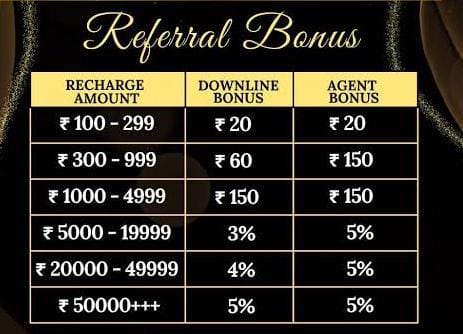 Referral Bonus
RECHARGE AMOUNT DOWNLINE BONUS AGENT BONUS
₹ 100 - 299 ₹ 20 ₹ 20
₹ 300 - 999 ₹ 60 ₹ 150
₹ 1000 - 4999 ₹ 150 ₹ 150
₹ 5000 - 19999 3% 5%
₹ 20000 - 49999 4% 5%
₹ 50000+++ 5% 5%